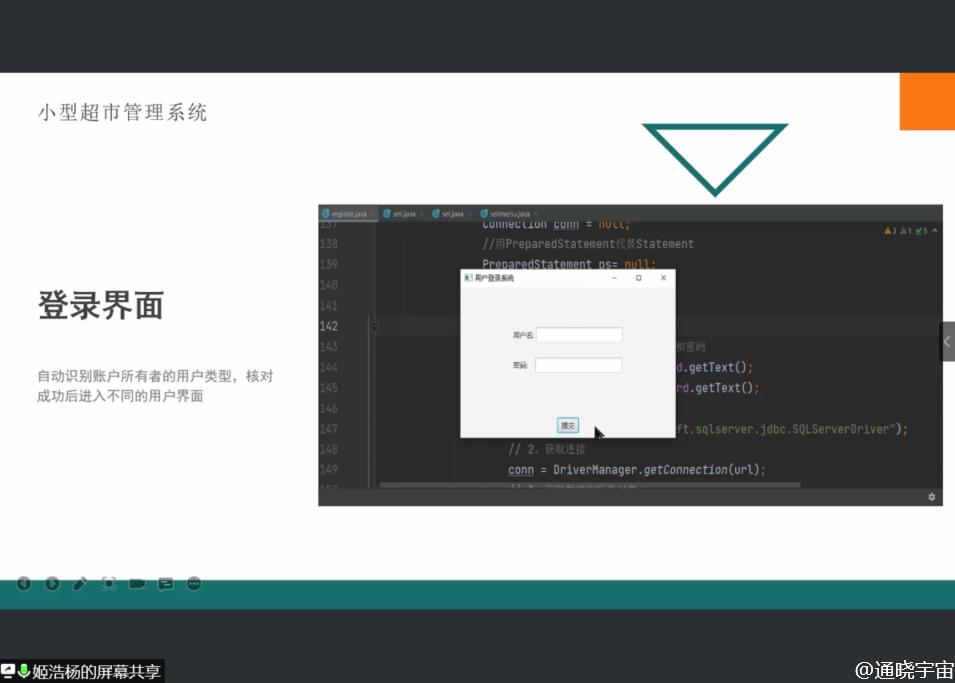 小型超市管理系统
登录界面
自动识别账户所有者的用户类型，核对
成功后进入不同的用户界面
register.java sell.java set.java sellmenu.java
137 Connection conn = null;
3 1 5
138 //用PreparedStatement代替Statement
139 PreparedStatement ps= null;
140
141
142
143 和密码
144 d.getText();
145 rd.getText();
146
147 ft.sqlserver.jdbc.SQLServerDriver");
148 // 2、获取连接
149 conn = DriverManager.getConnection(url);
用户登录系统
用户名:
密码:
提交
姬浩杨的屏幕共享
@通晓宇宙